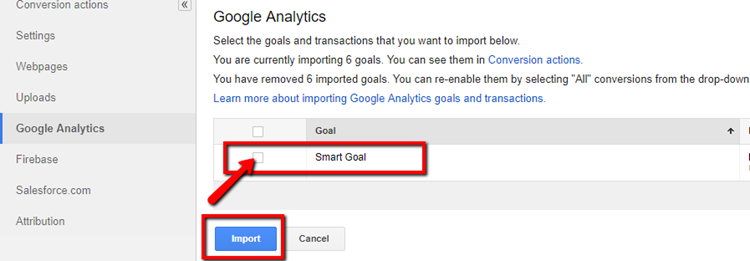 Conversion actions
Settings
Webpages
Uploads
Google Analytics
Firebase
Salesforce.com
Attribution
Google Analytics
Select the goals and transactions that you want to import below.
You are currently importing 6 goals. You can see them in Conversion actions.
You have removed 6 imported goals. You can re-enable them by selecting "All" conversions from the drop-down
Learn more about importing Google Analytics goals and transactions.
Goal
Smart Goal
Import Cancel